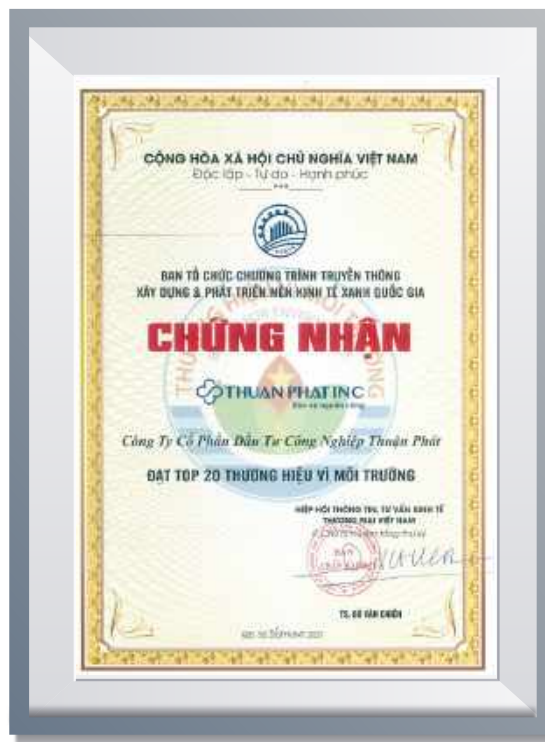 CỘNG HÒA XÃ HỘI CHỦ NGHĨA VIỆT NAM
Độc lập - Tự do - Hạnh phúc
BAN TỔ CHỨC CHƯƠNG TRÌNH TRUYỀN THÔNG
XÂY DỰNG & PHÁT TRIỂN NỀN KINH TẾ XANH QUỐC GIA
CHỨNG NHẬN
THUAN PHAT INC
Công Ty Cổ Phần Đầu Tư Công Nghiệp Thuận Phát
ĐẠT TOP 20 THƯƠNG HIỆU VÌ MÔI TRƯỜNG
HIỆP HỘI THÔNG TIN, TƯ VẤN KINH TẾ
THƯƠNG MẠI VIỆT NAM
BAN